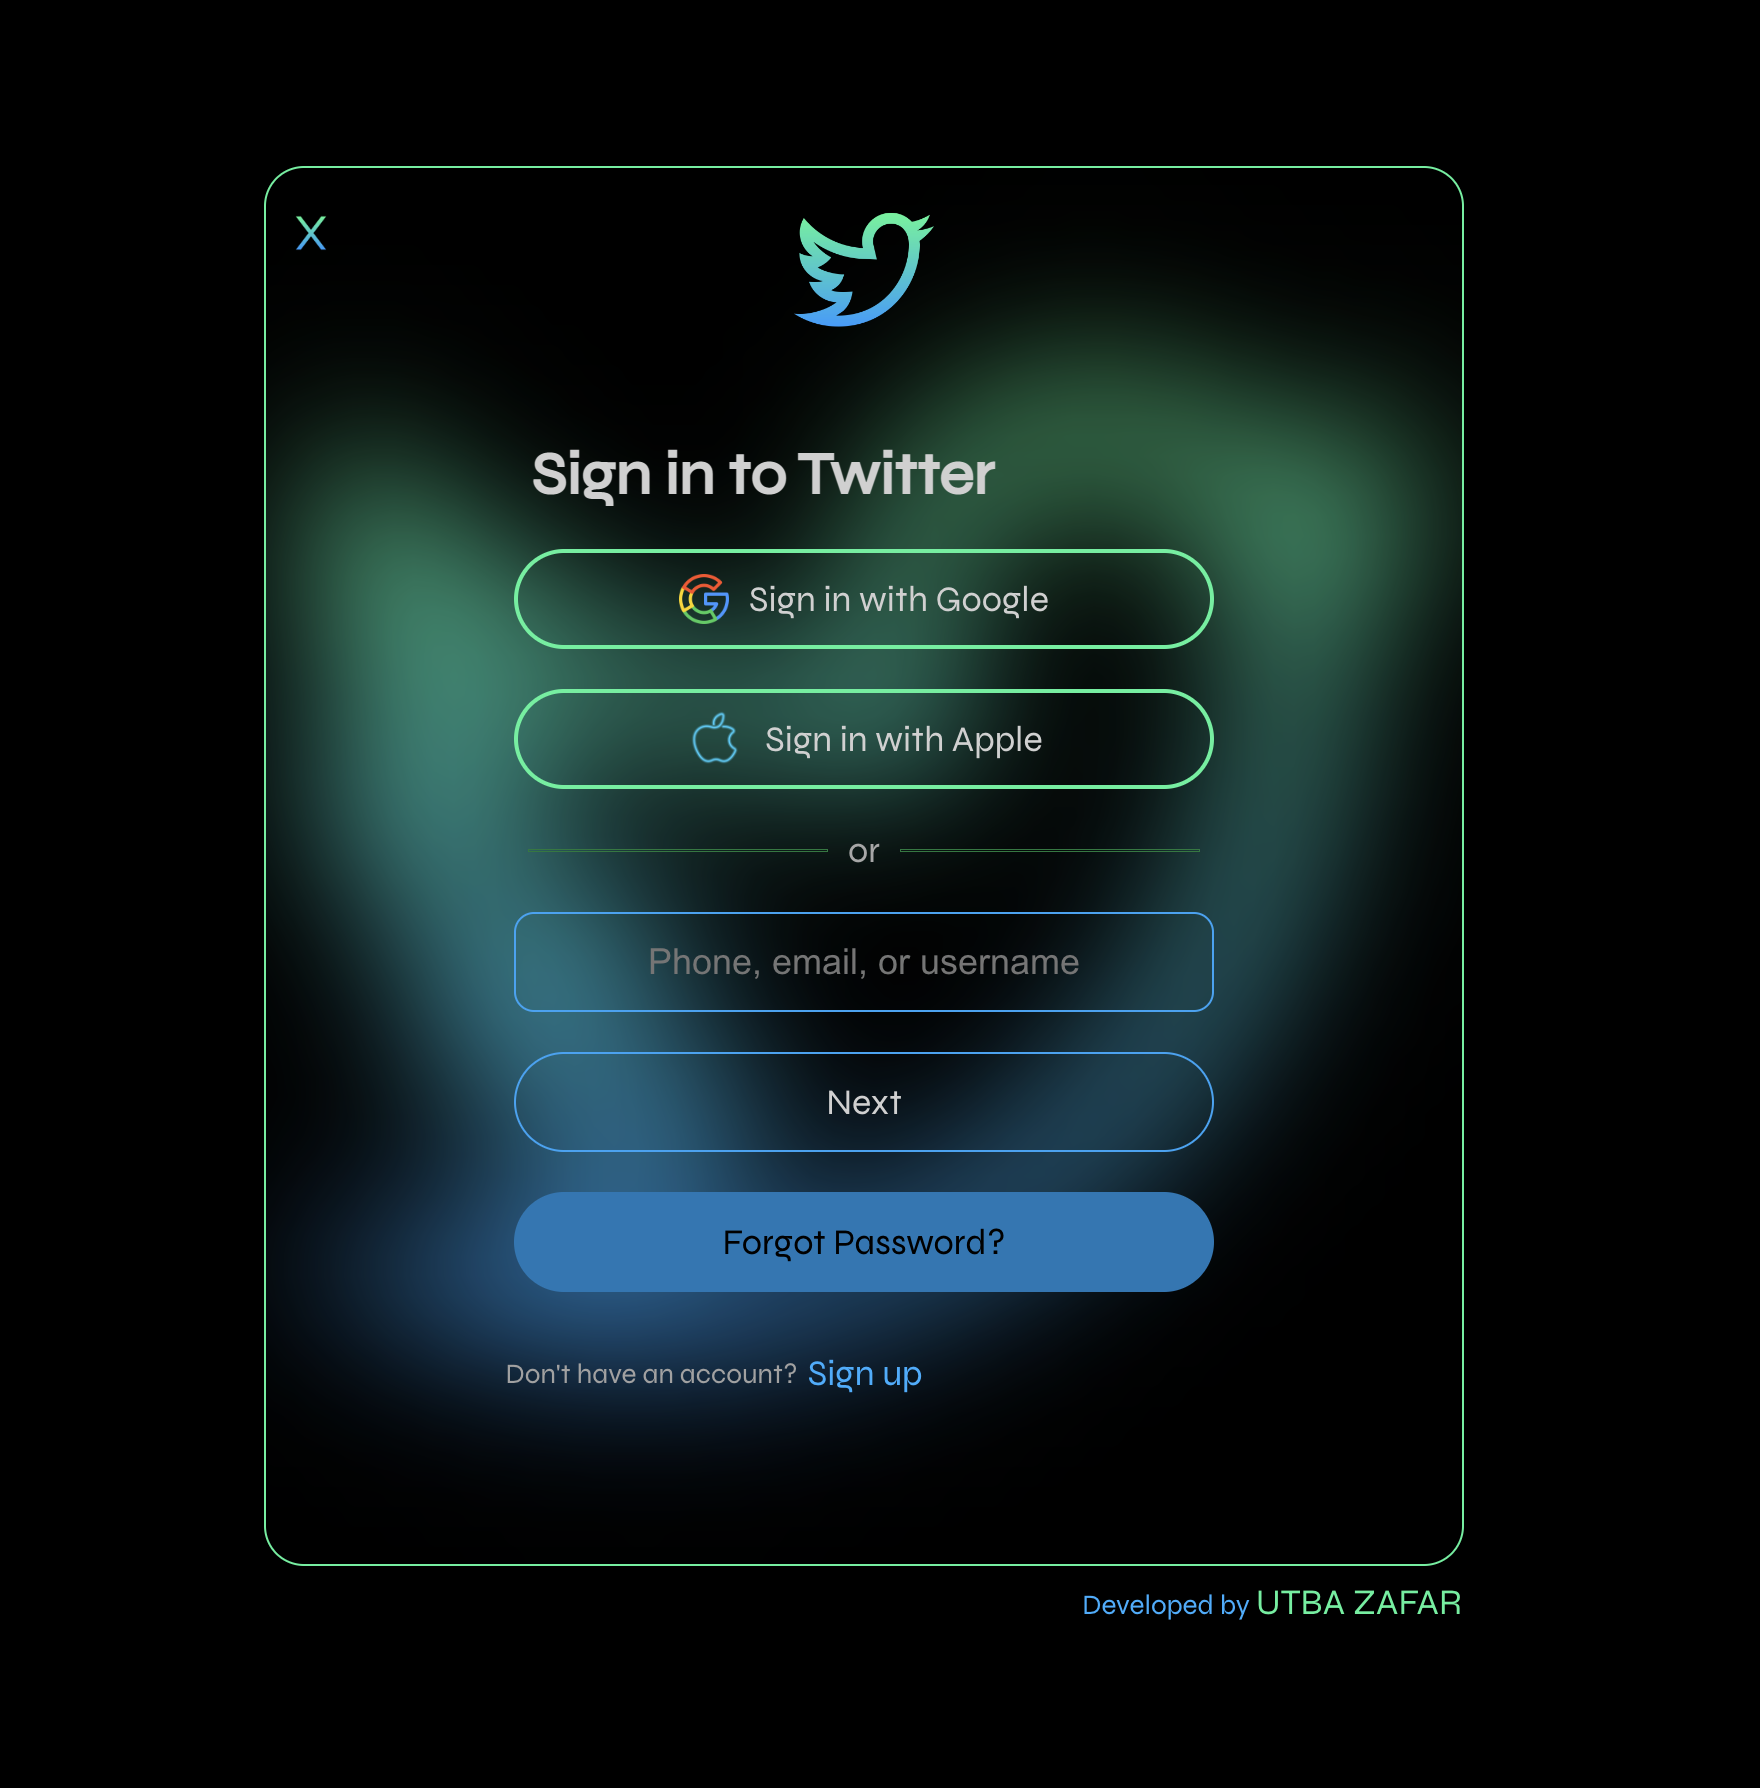 X
Sign in to Twitter
Sign in with Google
Sign in with Apple
or
Phone, email, or username
Next
Forgot Password?
Don't have an account? Sign up
Developed by UTBA ZAFAR